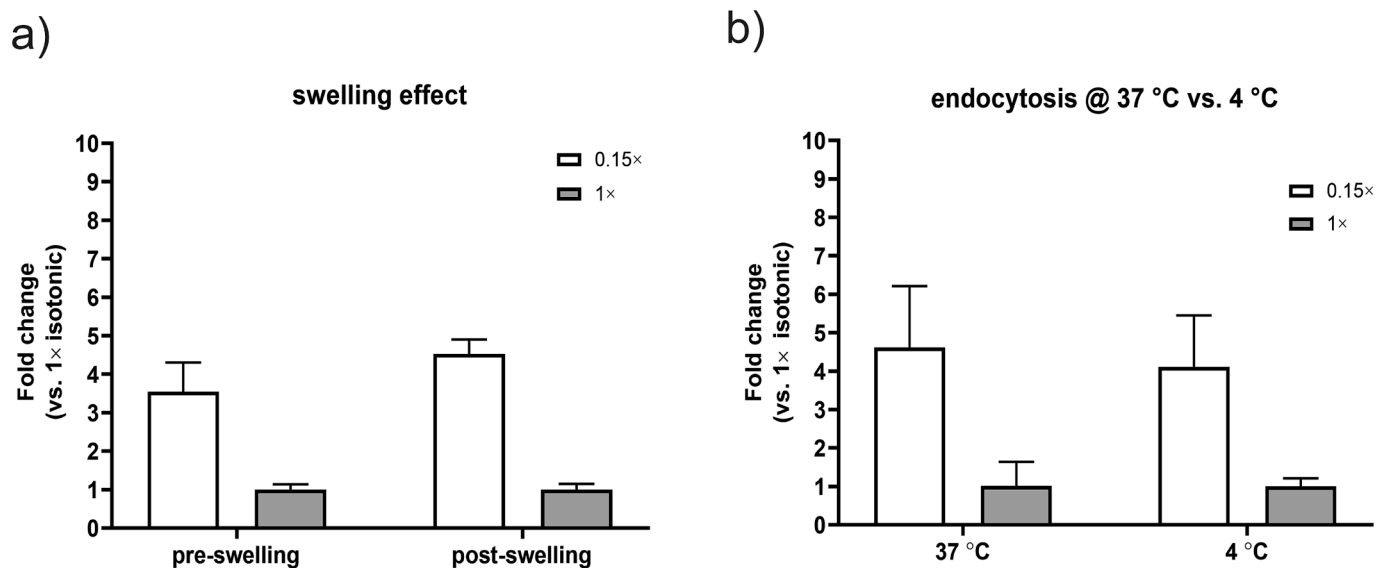 a)
swelling effect
10
9
8
7
6
5
4
3
2
1
0
Fold change
(vs. 1× isotonic)
0.15×
1×
pre-swelling
post-swelling
b)
endocytosis @ 37 °C vs. 4 °C
10
9
8
7
6
5
4
3
2
1
0
Fold change
(vs. 1× isotonic)
0.15×
1×
37 °C
4 °C